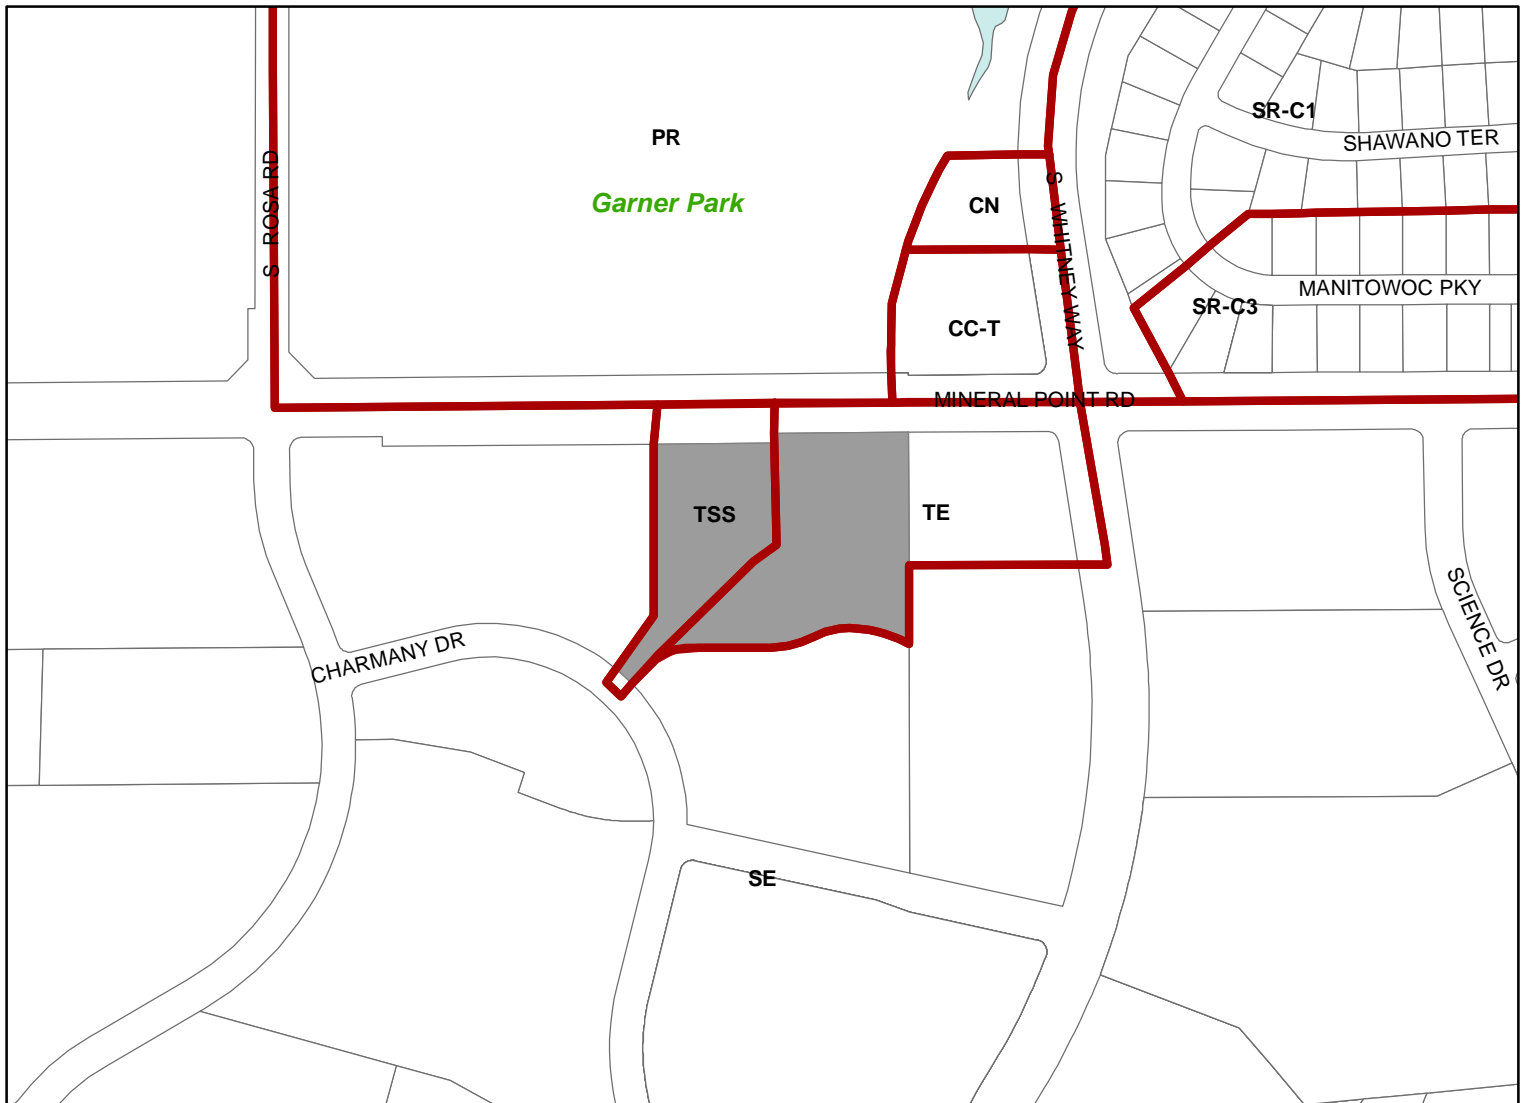 SR-C1
PR
SHAWANO TER
S ROSA RD
Garner Park
CN
S WHITNEY WAY
MANITOWOC PKY
SR-C3
CC-T
MINERAL POINT RD
TSS
TE
SCIENCE DR
CHARMANY DR
SE